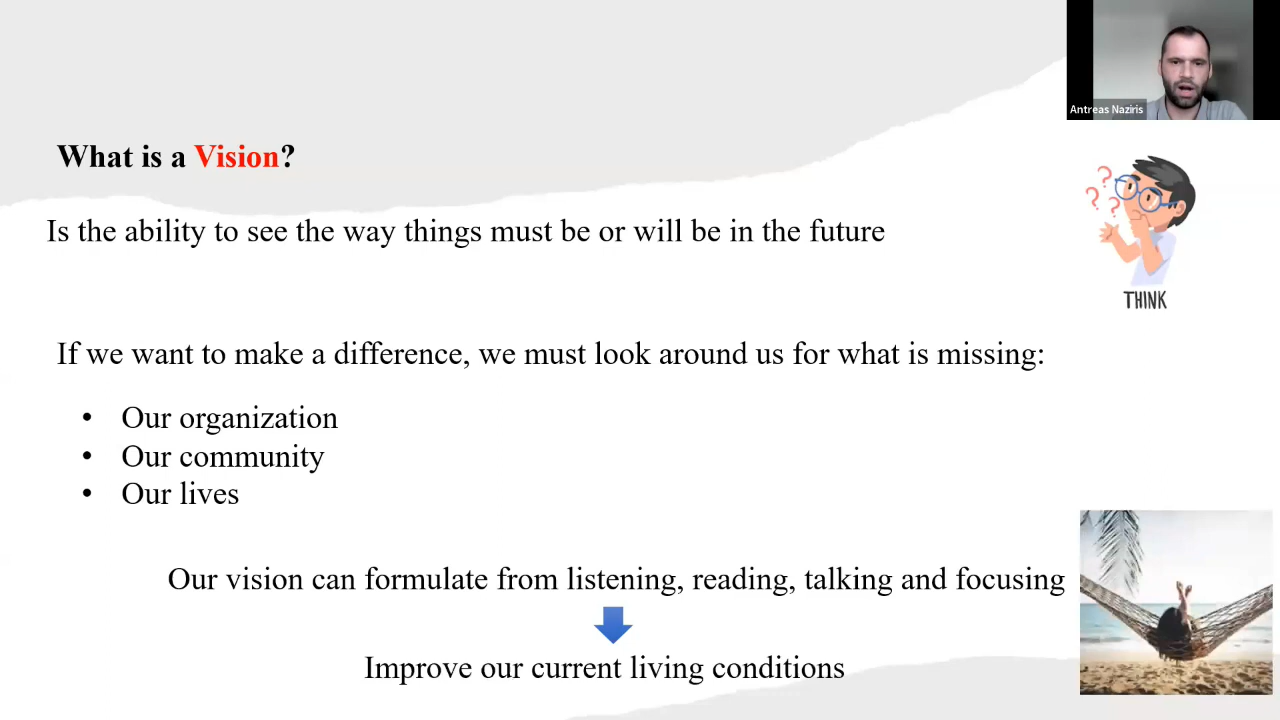 Antreas Naziris
What is a Vision?
Is the ability to see the way things must be or will be in the future
THINK
If we want to make a difference, we must look around us for what is missing:
• Our organization
• Our community
• Our lives
Our vision can formulate from listening, reading, talking and focusing
Improve our current living conditions